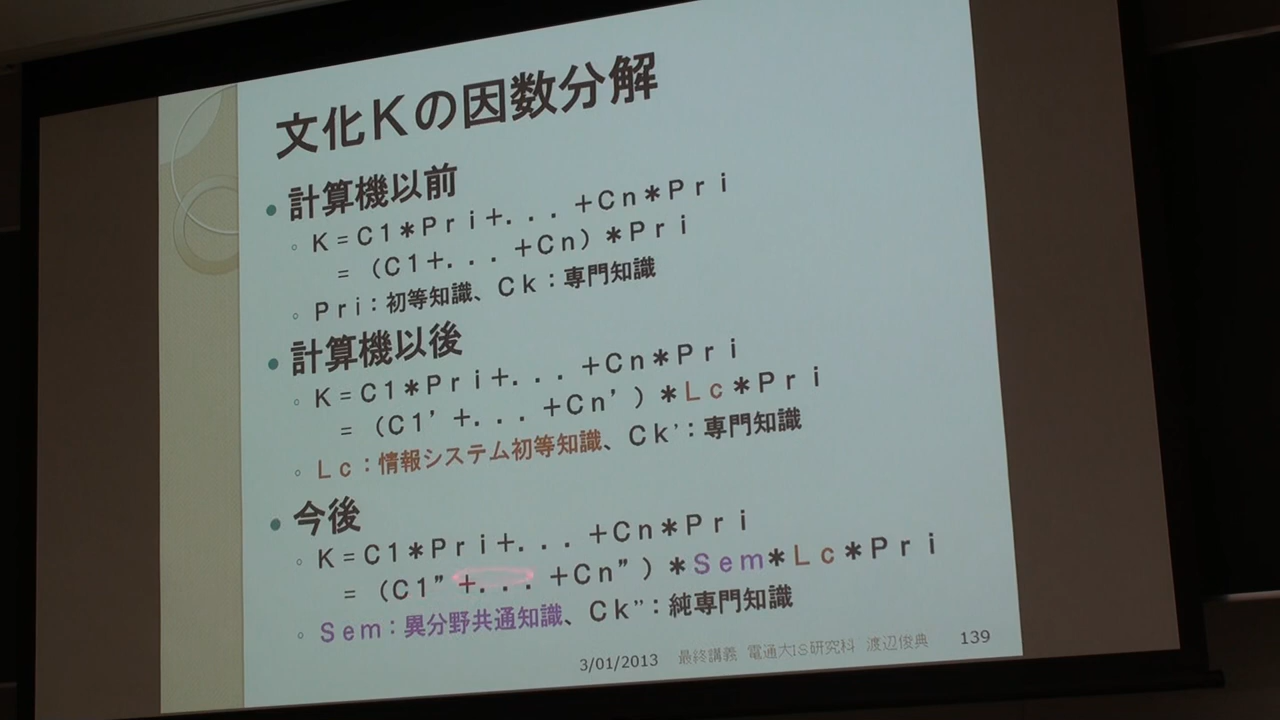 文化Kの因数分解
• 計算機以前
◦ K=C1*Pri+...+Cn*Pri
=（C1+...+Cn）*Pri
◦ Pri：初等知識、Ck：専門知識
• 計算機以後
◦ K=C1*Pri+...+Cn*Pri
=（C1’+...+Cn’）*Lc*Pri
◦ Lc：情報システム初等知識、Ck’：専門知識
• 今後
◦ K=C1*Pri+...+Cn*Pri
=（C1”+...+Cn”）*Sem*Lc*Pri
◦ Sem：異分野共通知識、Ck”：純専門知識
3/01/2013 最終講義 電通大IS研究科 渡辺俊典 139